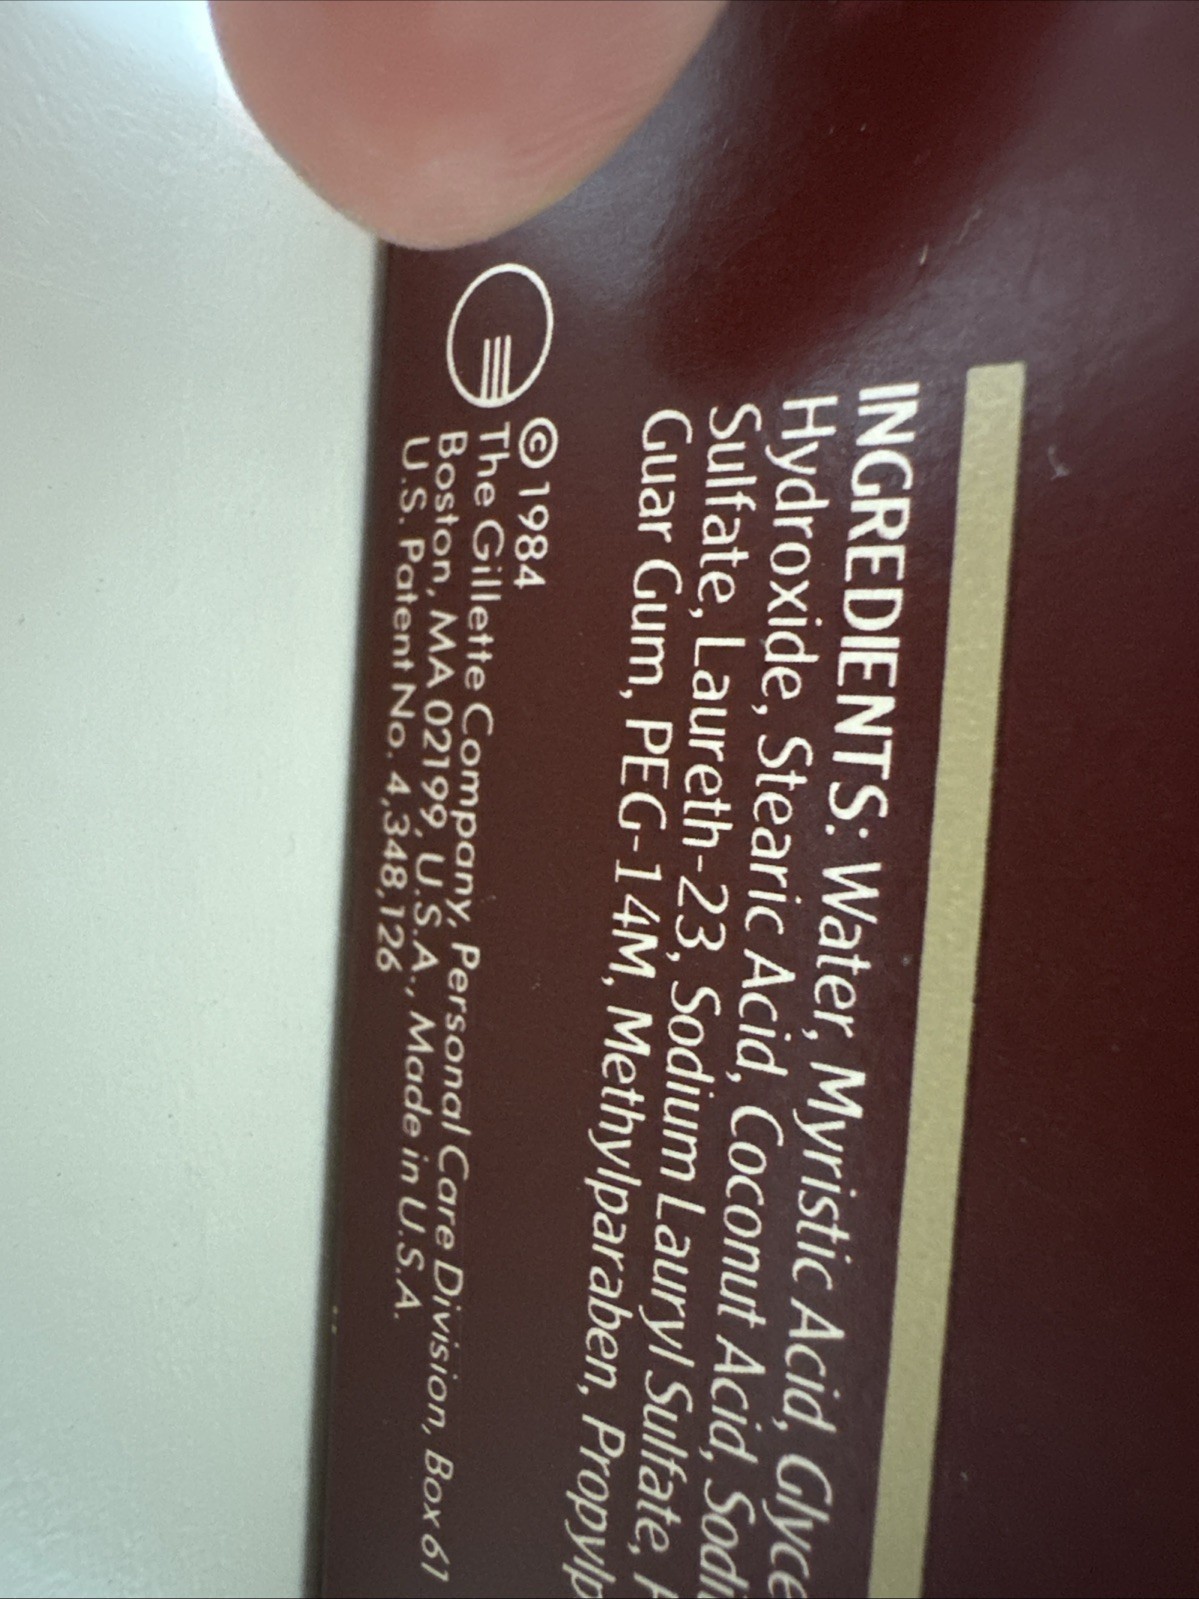 INGREDIENTS: Water, Myristic Acid,
Hydroxide, Stearic Acid, Coconut Acid,
Sulfate, Laureth-23, Sodium Lauryl Sulfate,
Guar Gum, PEG-14M, Methylparaben,
©1984
The Gillette Company, Personal Care Division, Box 61
Boston, MA 02199, U.S.A., Made in U.S.A.
U.S. Patent No. 4,348,126